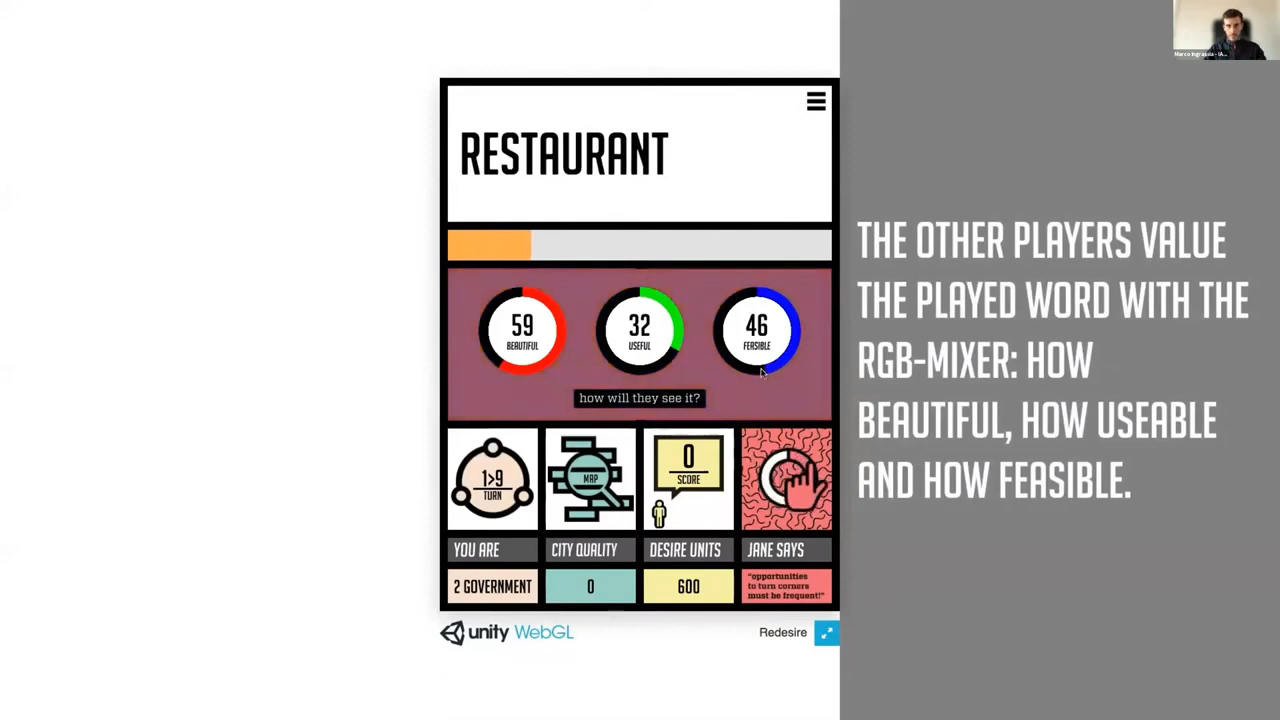 Marco Ingrassia - IA...
RESTAURANT
59
BEAUTIFUL
32
USEFUL
46
FEASIBLE
how will they see it?
1>9
TURN
MAP
0
SCORE
YOU ARE
CITY QUALITY
DESIRE UNITS
JANE SAYS
2 GOVERNMENT
0
600
"opportunities
to turn corners
must be frequent!"
unity WebGL
Redesire
THE OTHER PLAYERS VALUE
THE PLAYED WORD WITH THE
RGB-MIXER: HOW
BEAUTIFUL, HOW USEABLE
AND HOW FEASIBLE.